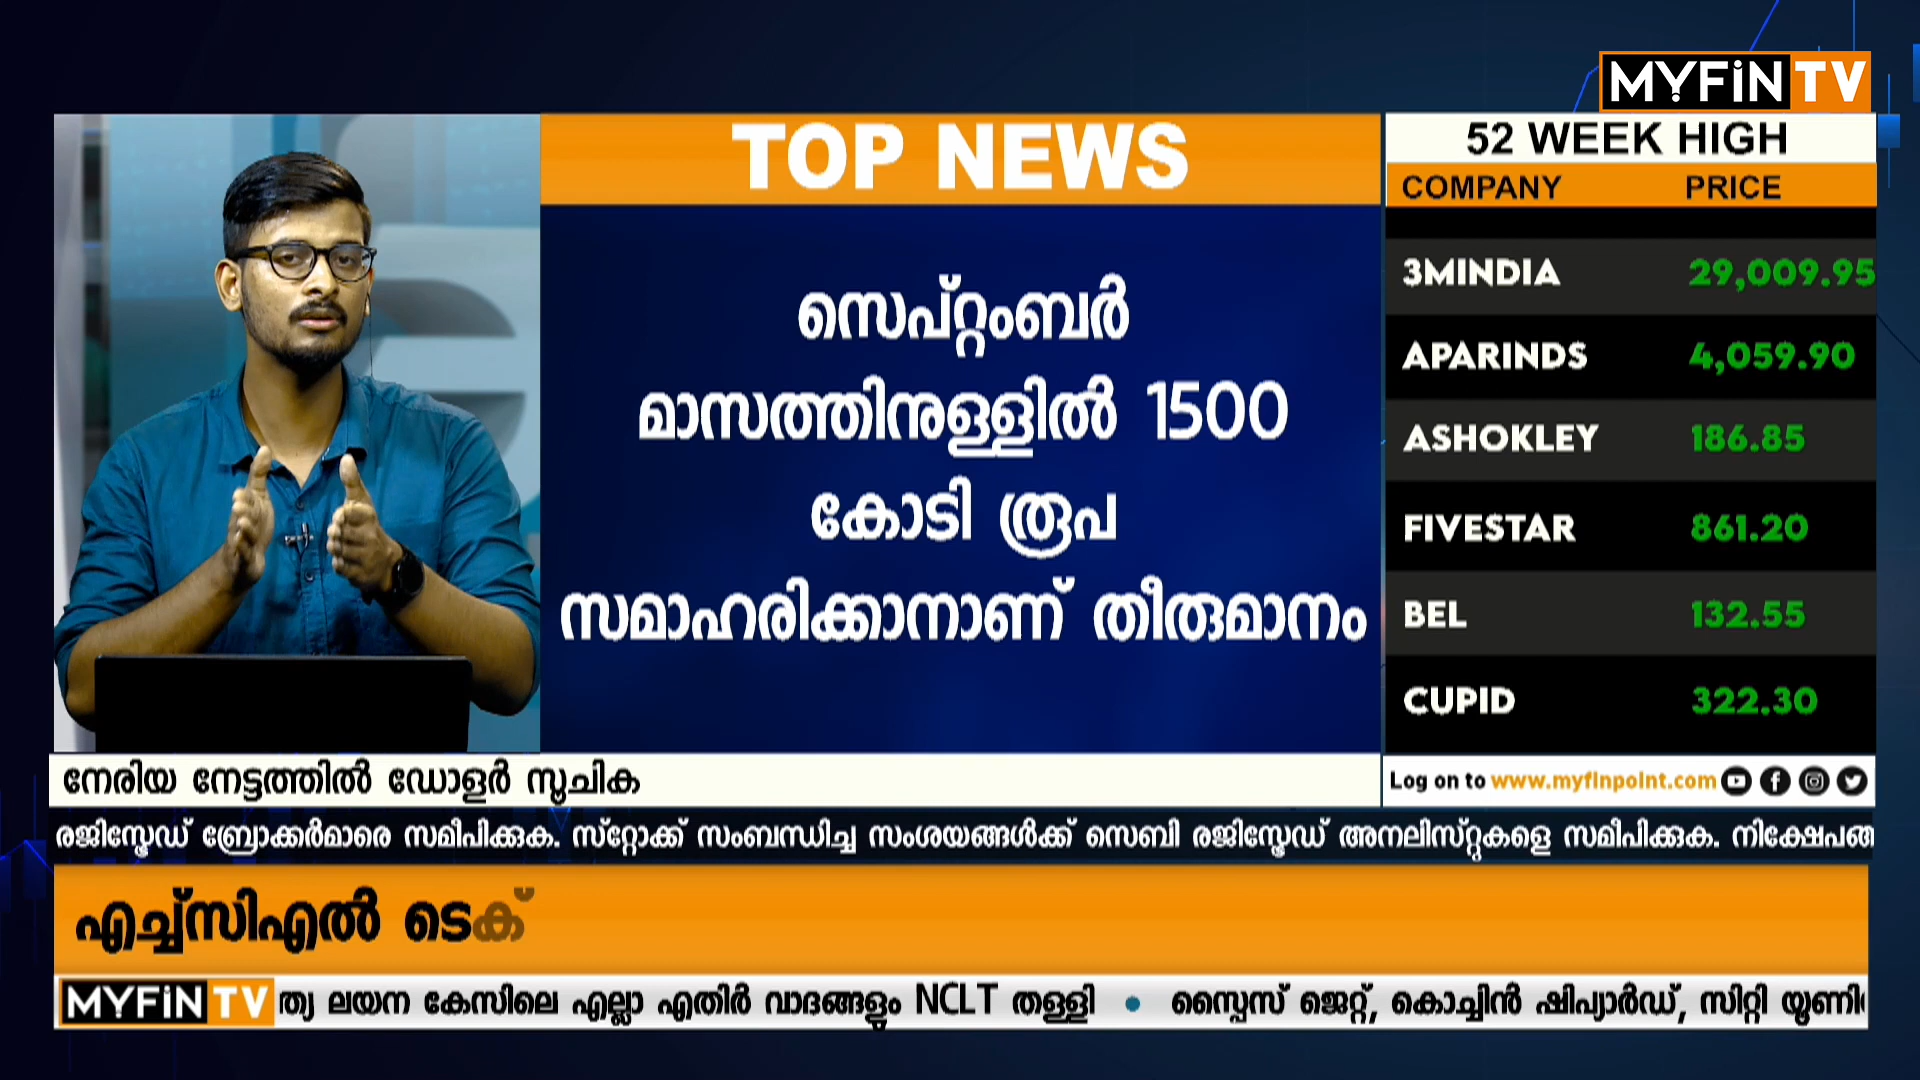 MYFiN TV
TOP NEWS
സെപ്റ്റംബർ
മാസത്തിനുള്ളിൽ 1500
കോടി രൂപ
സമാഹരിക്കാനാണ് തീരുമാനം
52 WEEK HIGH
COMPANY PRICE
3MINDIA 29,009.95
APARINDS 4,059.90
ASHOKLEY 186.85
FIVESTAR 861.20
BEL 132.55
CUPID 322.30
നേരിയ നേട്ടത്തിൽ ഡോളർ സൂചിക
Log on to www.myfinpoint.com
രജിസ്ട്രേഡ് ബ്രോക്കർമാരെ സമീപിക്കുക. സ്റ്റോക്ക് സംബന്ധിച്ച സംശയങ്ങൾക്ക് സെബി രജിസ്ട്രേഡ് അനലിസ്റ്റുകളെ സമീപിക്കുക.
എച്ച്സിഎൽ ടെക്
MYFiN TV ത്യ ലയന കേസിലെ എല്ലാ എതിർ വാദങ്ങളും NCLT തള്ളി • സ്പൈസ് ജെറ്റ്, കൊച്ചിൻ ഷിപ്യാർഡ്, സിറ്റി